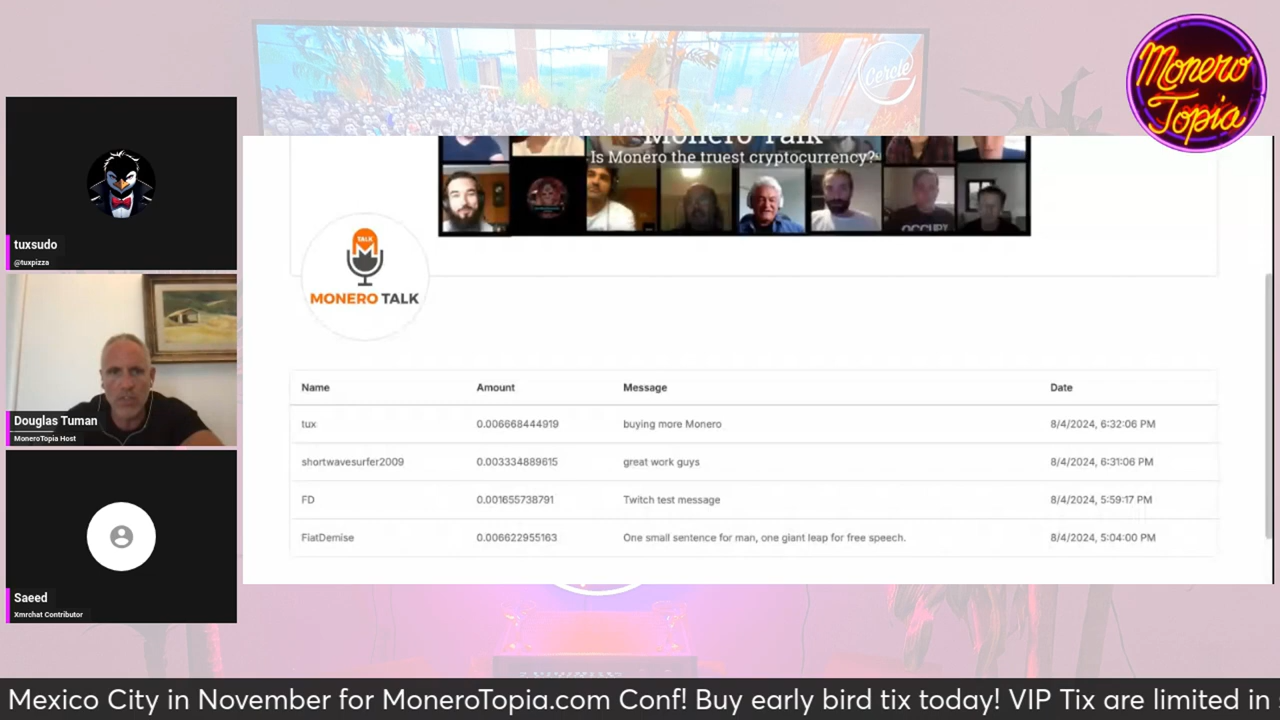 Cercle
Monero
Topia
Monero Talk
Is Monero the truest cryptocurrency?
OCCUPY
TALK
MONERO TALK
tuxsudo
@tuxpizza
Douglas Tuman
MoneroTopia Host
Saeed
Xmrchat Contributor
Name Amount Message Date
tux 0.006668444919 buying more Monero 8/4/2024, 6:32:06 PM
shortwavesurfer2009 0.003334889615 great work guys 8/4/2024, 6:31:06 PM
FD 0.001655738791 Twitch test message 8/4/2024, 5:59:17 PM
FiatDemise 0.006622955163 One small sentence for man, one giant leap for free speech. 8/4/2024, 5:04:00 PM
Mexico City in November for MoneroTopia.com Conf! Buy early bird tix today! VIP Tix are limited in